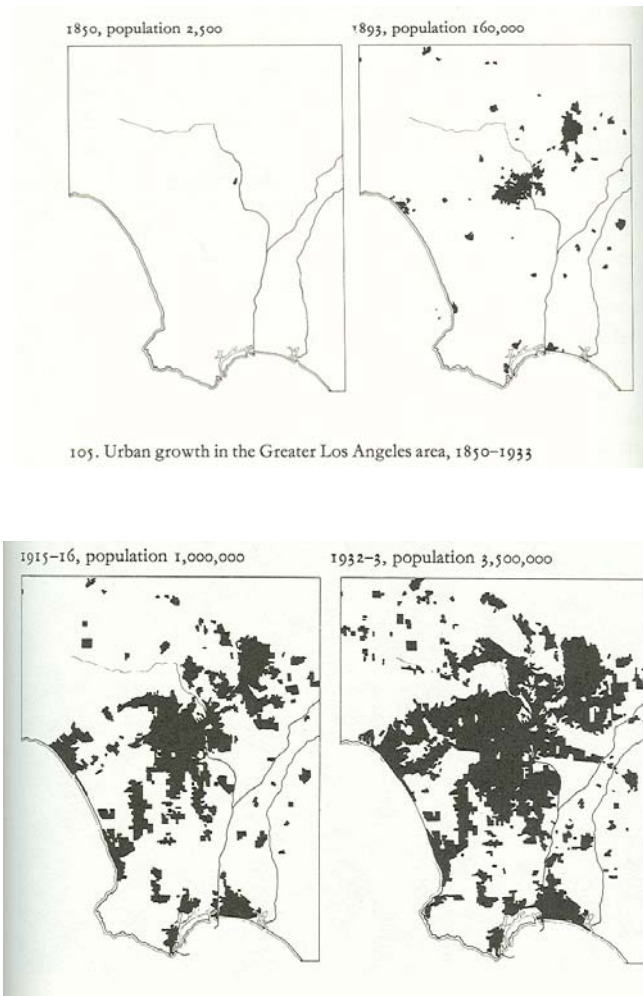 1850, population 2,500
1893, population 160,000
105. Urban growth in the Greater Los Angeles area, 1850–1933
1915–16, population 1,000,000
1932–3, population 3,500,000